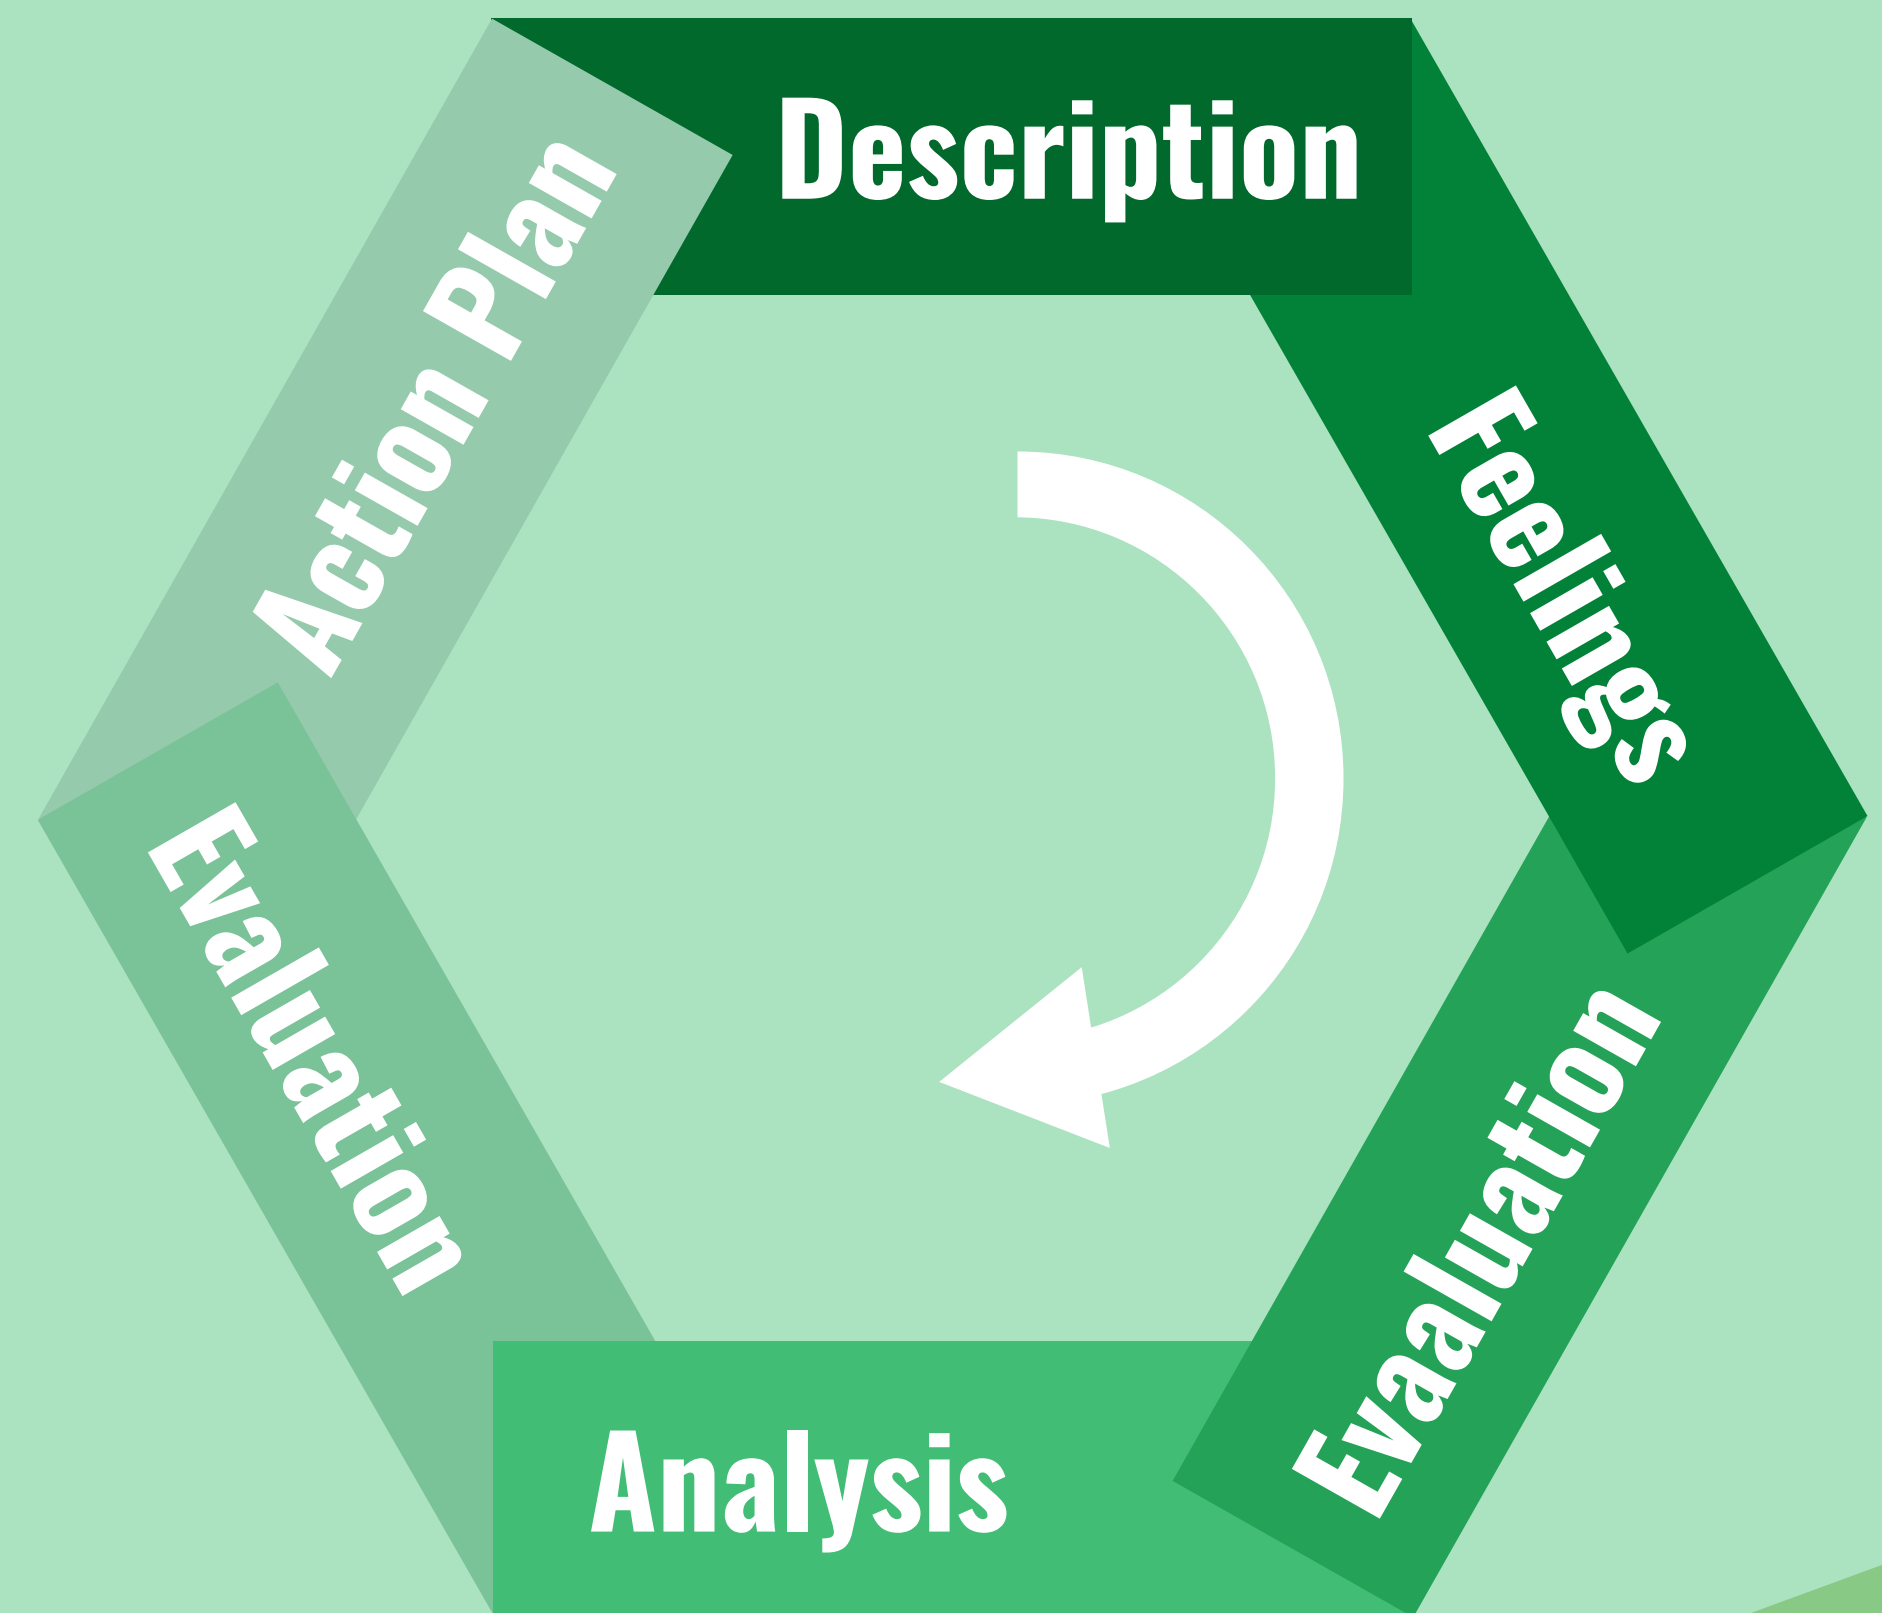 Description
Feelings
Evaaluation
Analysis
Evaluation
Action Plan